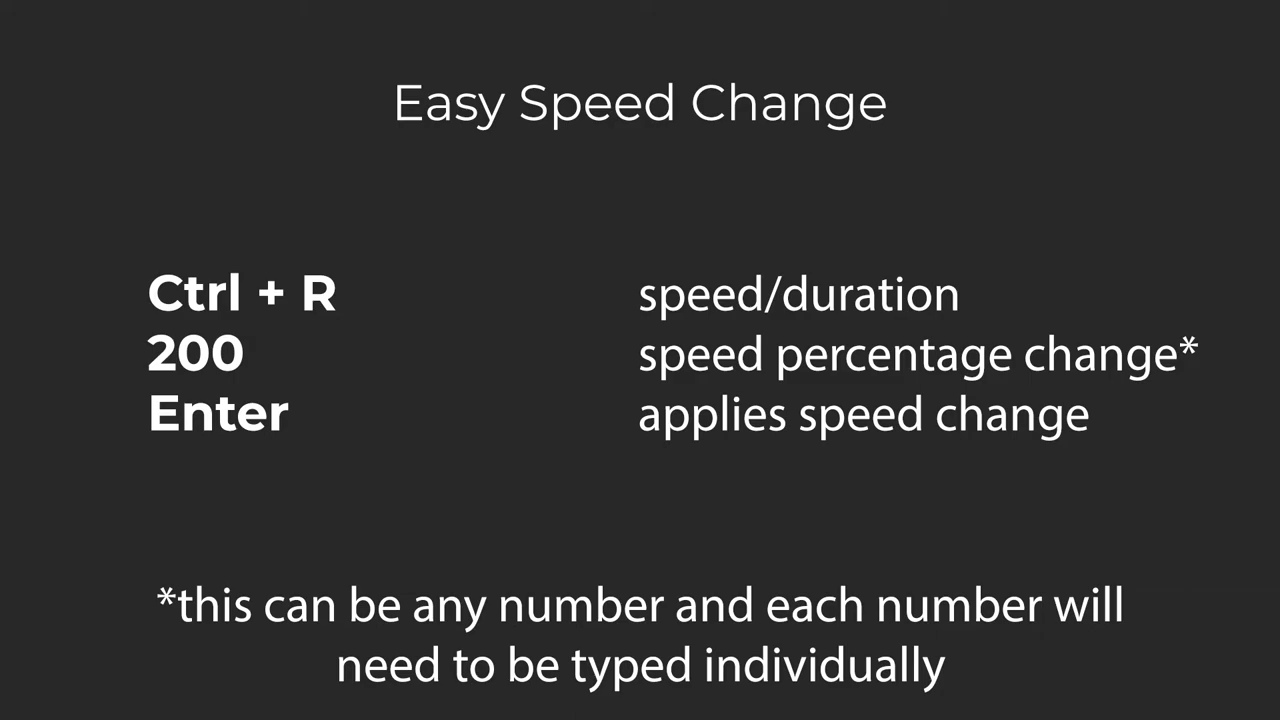 Easy Speed Change
Ctrl + R speed/duration
200 speed percentage change*
Enter applies speed change
*this can be any number and each number will
need to be typed individually